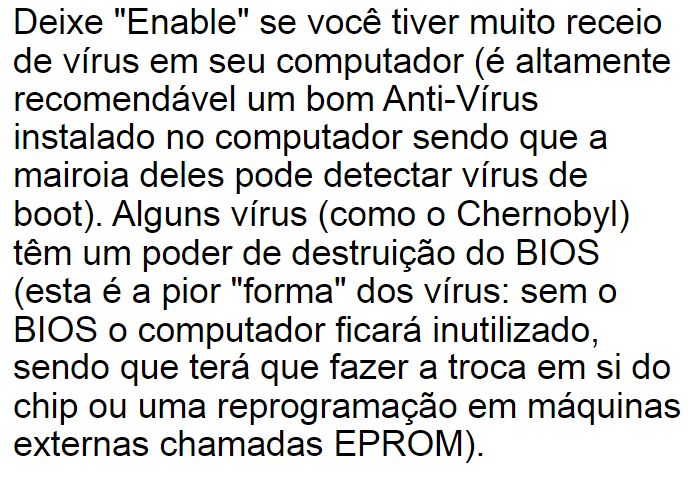 Deixe "Enable" se você tiver muito receio
de vírus em seu computador (é altamente
recomendável um bom Anti-Vírus
instalado no computador sendo que a
mairoia deles pode detectar vírus de
boot). Alguns vírus (como o Chernobyl)
têm um poder de destruição do BIOS
(esta é a pior "forma" dos vírus: sem o
BIOS o computador ficará inutilizado,
sendo que terá que fazer a troca em si do
chip ou uma reprogramação em máquinas
externas chamadas EPROM).